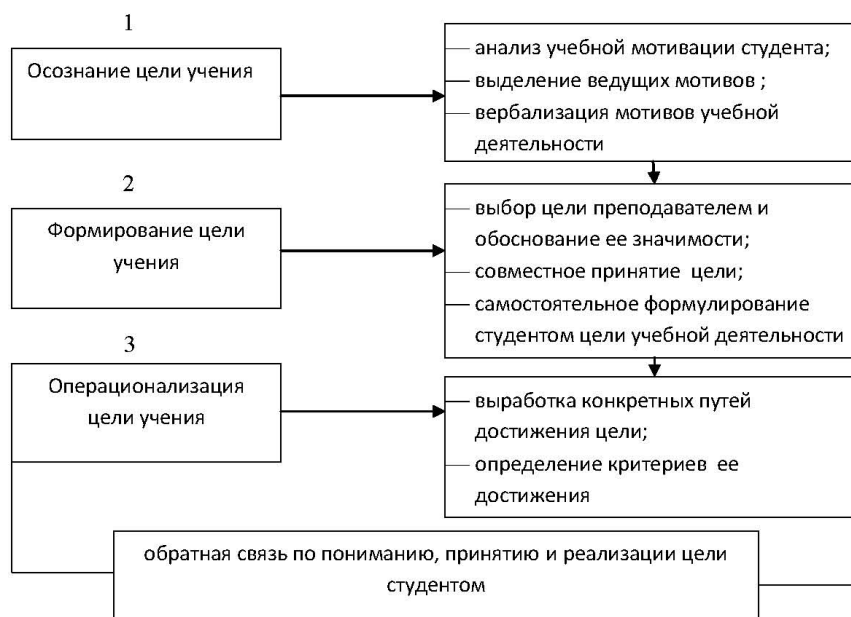 1
Осознание цели учения
— анализ учебной мотивации студента;
— выделение ведущих мотивов ;
— вербализация мотивов учебной
деятельности
2
Формирование цели
учения
— выбор цели преподавателем и
обоснование ее значимости;
— совместное принятие цели;
— самостоятельное формулирование
студентом цели учебной деятельности
3
Операционализация
цели учения
— выработка конкретных путей
достижения цели;
— определение критериев ее
достижения
обратная связь по пониманию, принятию и реализации цели
студентом